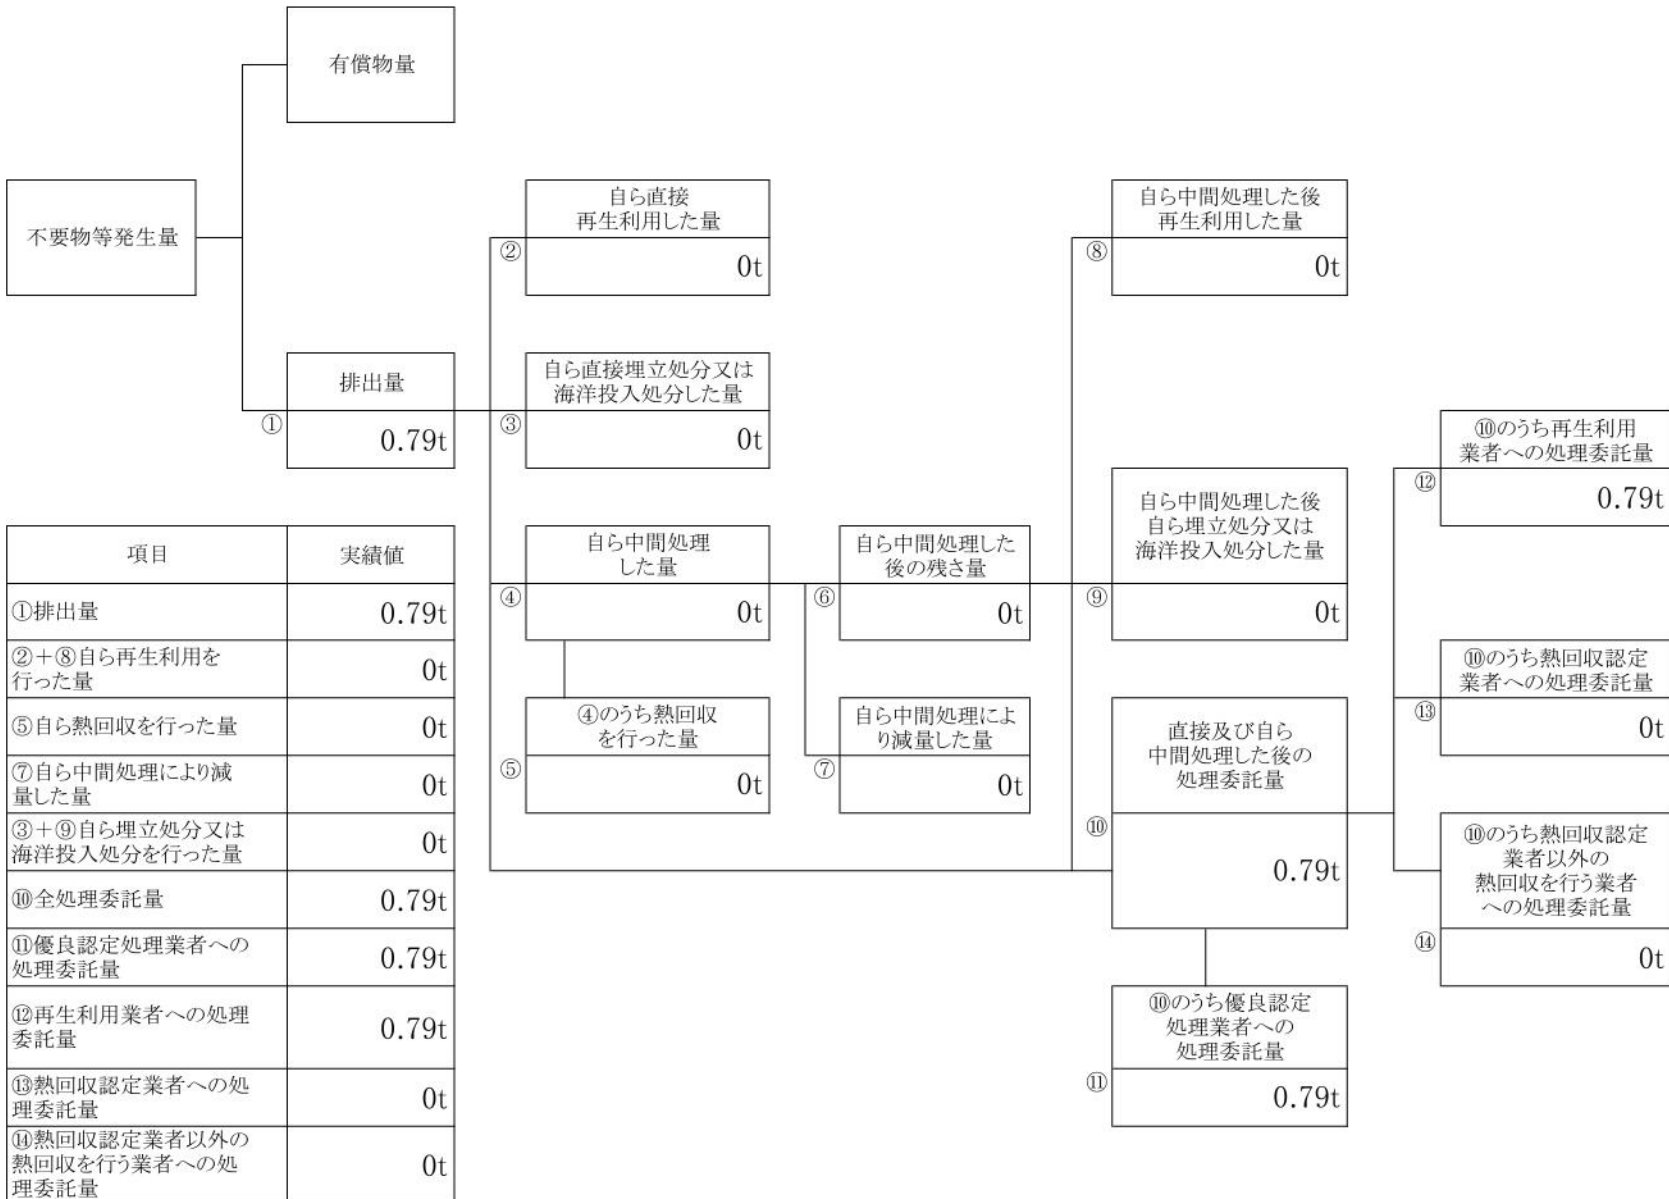 有償物量
不要物等発生量
自ら直接
再生利用した量
②
0t
自ら中間処理した後
再生利用した量
⑧
0t
排出量
①
0.79t
自ら直接埋立処分又は
海洋投入処分した量
③
0t
⑩のうち再生利用
業者への処理委託量
⑫
0.79t
自ら中間処理した後
自ら埋立処分又は
海洋投入処分した量
⑨
0t
自ら中間処理
した量
④
0t
自ら中間処理した
後の残さ量
⑥
0t
⑩のうち熱回収認定
業者への処理委託量
⑬
0t
④のうち熱回収
を行った量
⑤
0t
自ら中間処理によ
り減量した量
⑦
0t
直接及び自ら
中間処理した後の
処理委託量
⑩
0.79t
⑩のうち熱回収認定
業者以外の
熱回収を行う業者
への処理委託量
⑭
0t
⑩のうち優良認定
処理業者への
処理委託量
⑪
0.79t
項目 実績値
①排出量 0.79t
②+⑧自ら再生利用を
行った量 0t
⑤自ら熱回収を行った量 0t
⑦自ら中間処理により減
量した量 0t
③+⑨自ら埋立処分又は
海洋投入処分を行った量 0t
⑩全処理委託量 0.79t
⑪優良認定処理業者への
処理委託量 0.79t
⑫再生利用業者への処理
委託量 0.79t
⑬熱回収認定業者への処
理委託量 0t
⑭熱回収認定業者以外の
熱回収を行う業者への処
理委託量 0t